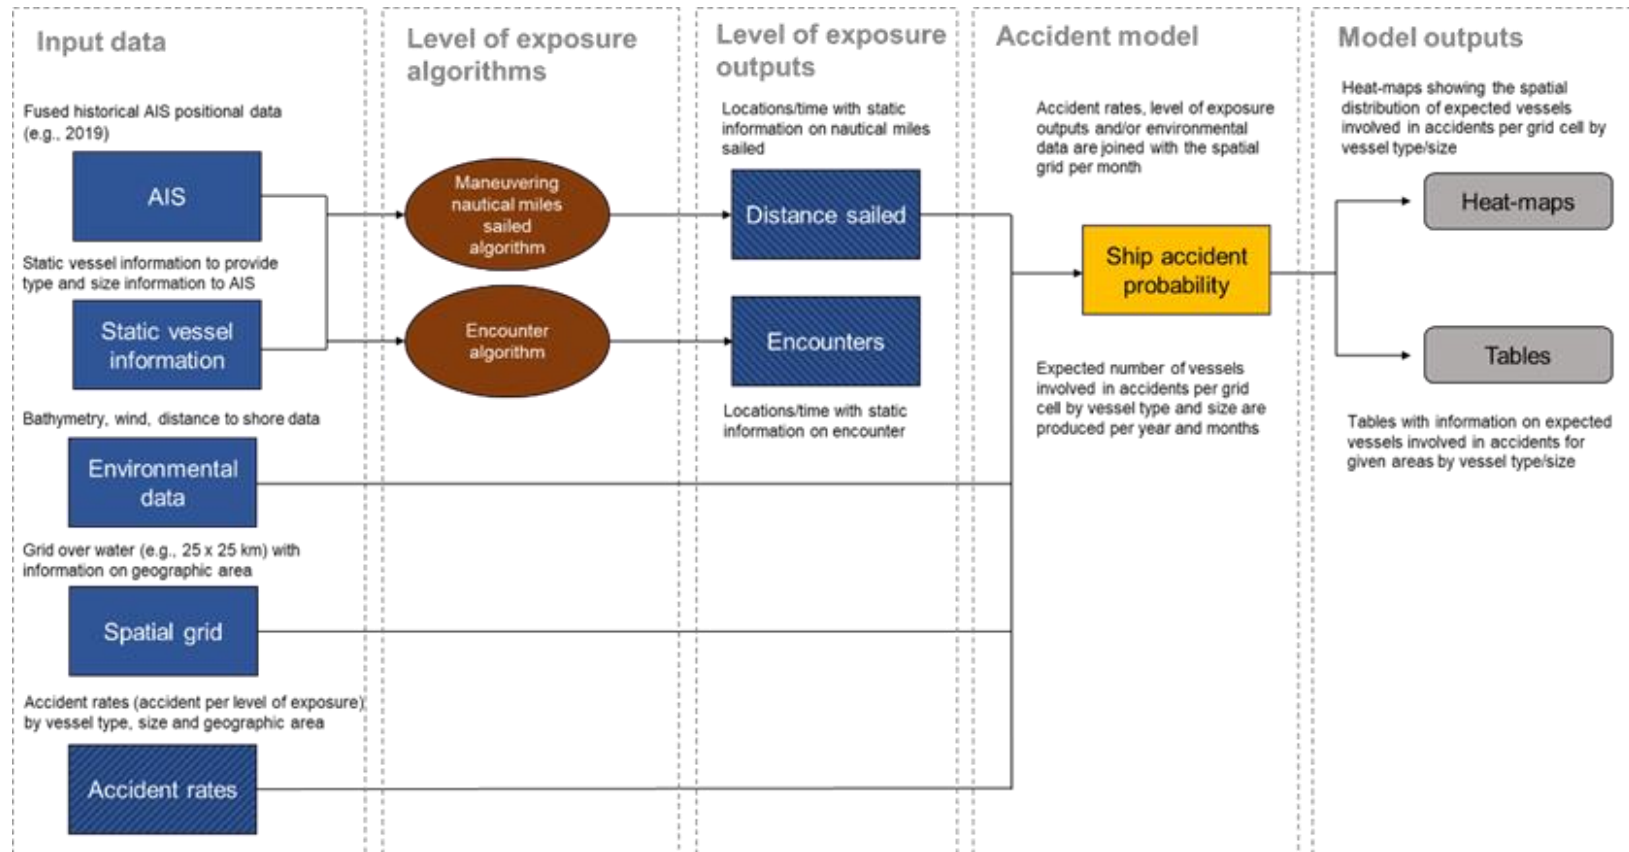 Input data
Fused historical AIS positional data
(e.g., 2019)
AIS
Static vessel information to provide
type and size information to AIS
Static vessel
information
Bathymetry, wind, distance to shore data
Environmental
data
Grid over water (e.g., 25 x 25 km) with
information on geographic area
Spatial grid
Accident rates (accident per level of exposure)
by vessel type, size and geographic area
Accident rates
Level of exposure
algorithms
Maneuvering
nautical miles
sailed
algorithm
Encounter
algorithm
Level of exposure
outputs
Locations/time with static
information on nautical miles
sailed
Distance sailed
Encounters
Locations/time with static
information on encounter
Accident model
Accident rates, level of exposure
outputs and/or environmental
data are joined with the spatial
grid per month
Ship accident
probability
Expected number of vessels
involved in accidents per grid
cell by vessel type and size are
produced per year and months
Model outputs
Heat-maps showing the spatial
distribution of expected vessels
involved in accidents per grid cell by
vessel type/size
Heat-maps
Tables
Tables with information on expected
vessels involved in accidents for
given areas by vessel type/size